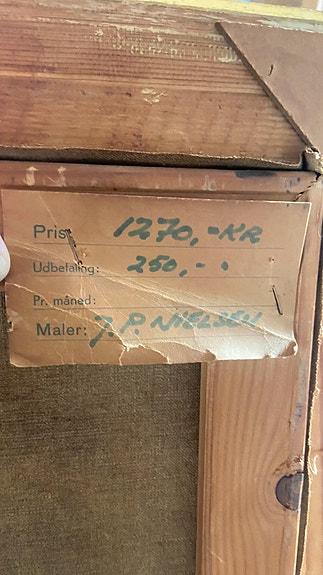 Pris: 1270,-KR
Udbetaling: 250,-
Pr. måned:
Maler: J. P. NIELSEN